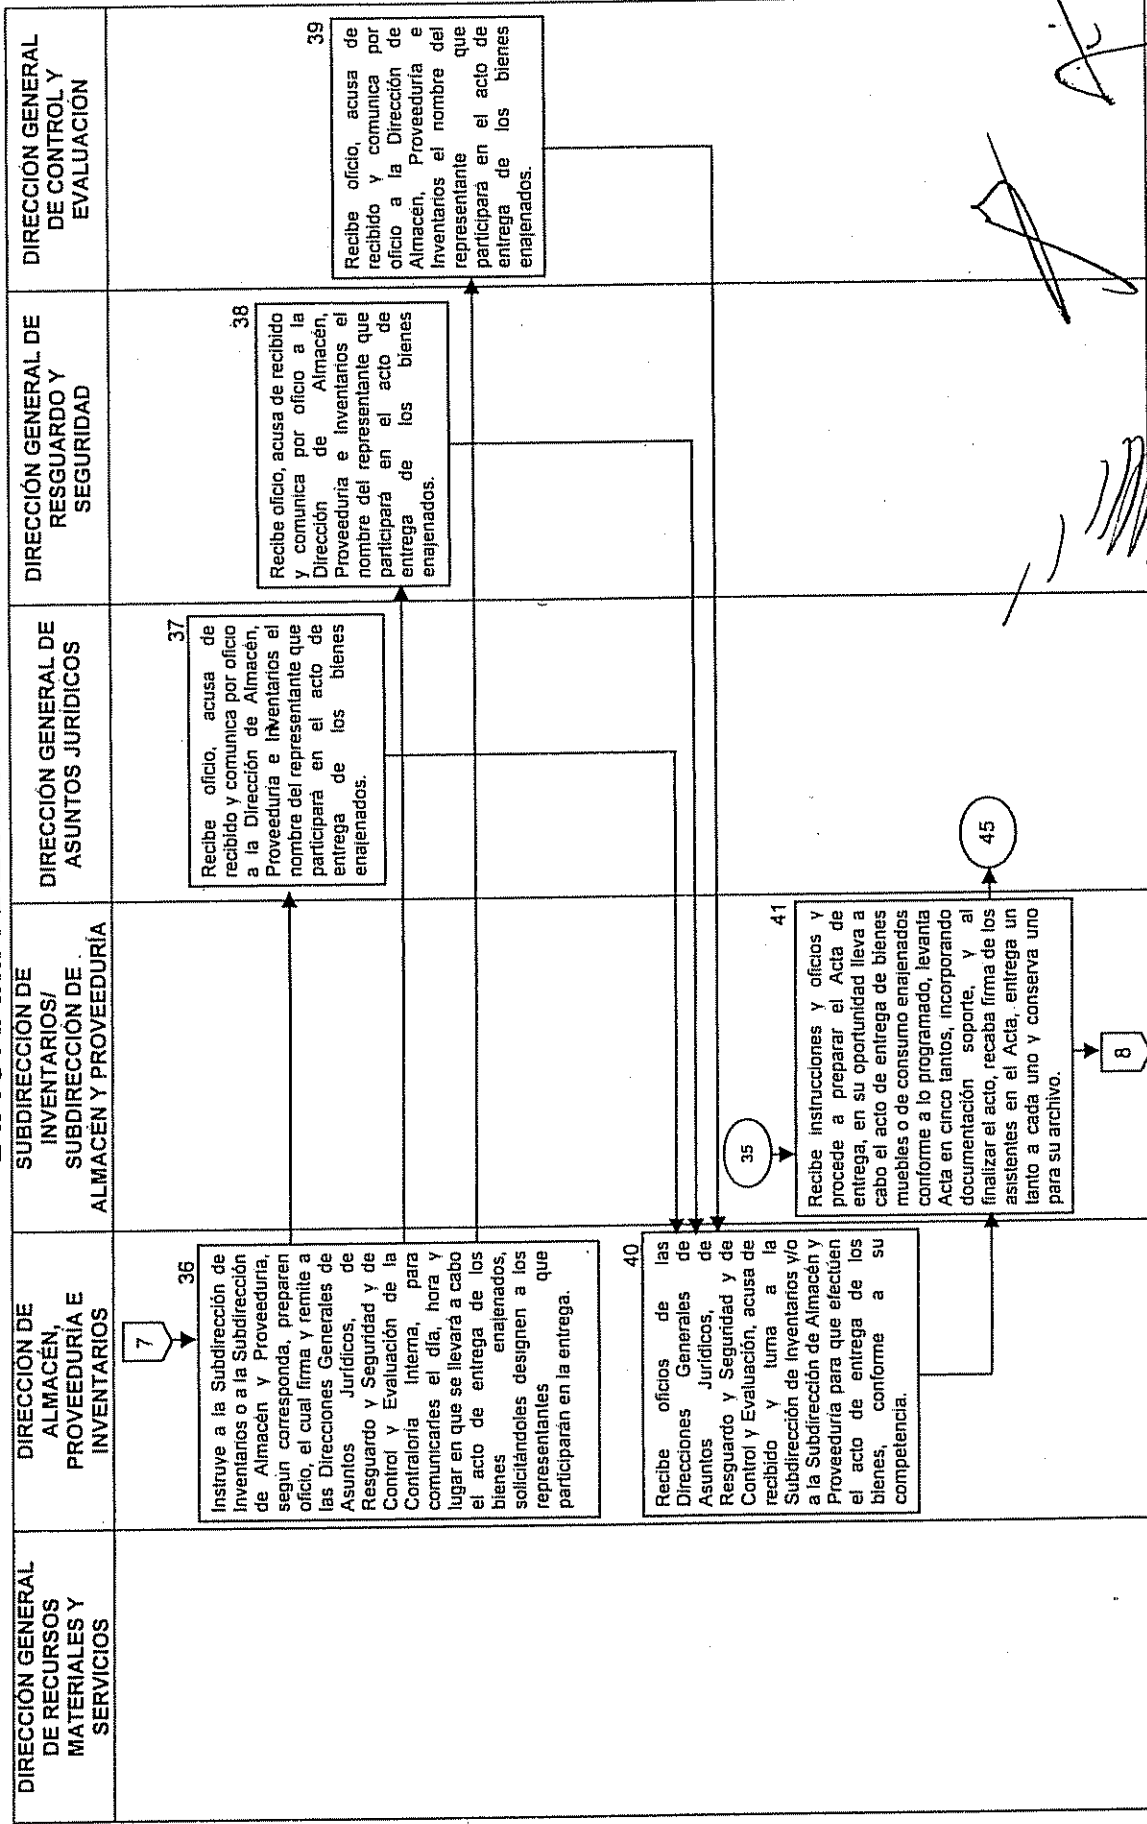 DIRECCIÓN GENERAL
DE RECURSOS
MATERIALES Y
SERVICIOS
DIRECCIÓN DE
ALMACÉN,
PROVEEDURÍA E
INVENTARIOS
SUBDIRECCIÓN DE
INVENTARIOS/
SUBDIRECCIÓN DE
ALMACÉN Y PROVEEDURÍA
DIRECCIÓN GENERAL DE
ASUNTOS JURÍDICOS
DIRECCIÓN GENERAL DE
RESGUARDO Y
SEGURIDAD
DIRECCIÓN GENERAL
DE CONTROL Y
EVALUACIÓN
7
36
Instruye a la Subdirección de
Inventarios o a la Subdirección
de Almacén y Proveeduria,
según corresponda, preparen
oficio, el cual firma y remite a
las Direcciones Generales de
Asuntos Jurídicos, de
Resguardo y Seguridad y de
Control y Evaluación de la
Contraloría Interna, para
comunicarles el día, hora y
lugar en que se llevará a cabo
el acto de entrega de los
bienes enajenados,
solicitándoles designen a los
representantes que
participarán en la entrega.
37
Recibe oficio, acusa de
recibido y comunica por oficio
a la Dirección de Almacén,
Proveeduria e Inventarios el
nombre del representante que
participará en el acto de
entrega de los bienes
enajenados.
38
Recibe oficio, acusa de recibido
y comunica por oficio a la
Dirección de Almacén,
Proveeduria e Inventarios el
nombre del representante que
participará en el acto de
entrega de los bienes
enajenados.
39
Recibe oficio, acusa de
recibido y comunica por
oficio a la Dirección de
Almacén, Proveeduria e
Inventarios el nombre del
representante que
participará en el acto de
entrega de los bienes
enajenados.
40
Recibe oficios de las
Direcciones Generales de
Asuntos Jurídicos, de
Resguardo y Seguridad y de
Control y Evaluación, acusa de
recibido y turna a la
Subdirección de Inventarios y/o
a la Subdirección de Almacén y
Proveeduria para que efectúen
el acto de entrega de los
bienes, conforme a su
competencia.
35
41
Recibe instrucciones y oficios y
procede a preparar el Acta de
entrega, en su oportunidad lleva a
cabo el acto de entrega de bienes
muebles o de consumo enajenados
conforme a lo programado, levanta
Acta en cinco tantos, incorporando
documentación soporte, y al
finalizar el acto, recaba firma de los
asistentes en el Acta, entrega un
tanto a cada uno y conserva uno
para su archivo.
45
8